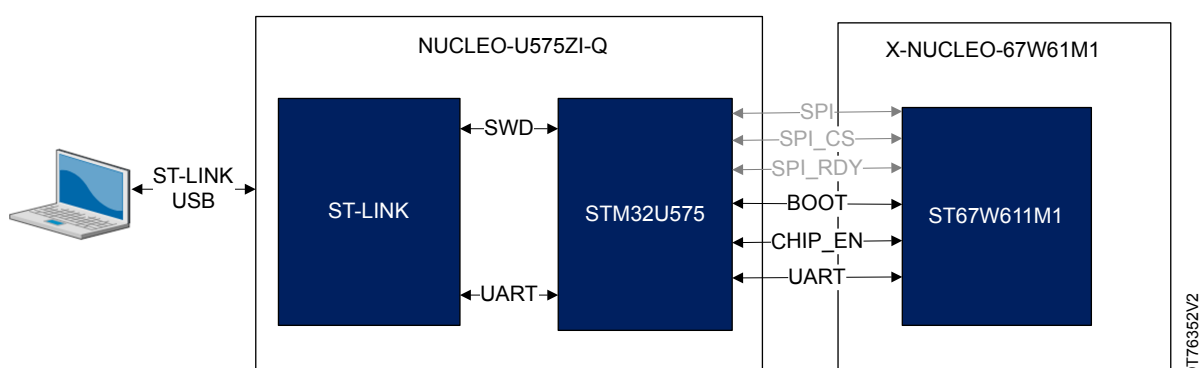 NUCLEO-U575ZI-Q
X-NUCLEO-67W61M1
ST-LINK
USB
ST-LINK
SWD
UART
STM32U575
SPI
SPI_CS
SPI_RDY
BOOT
CHIP_EN
UART
ST67W611M1